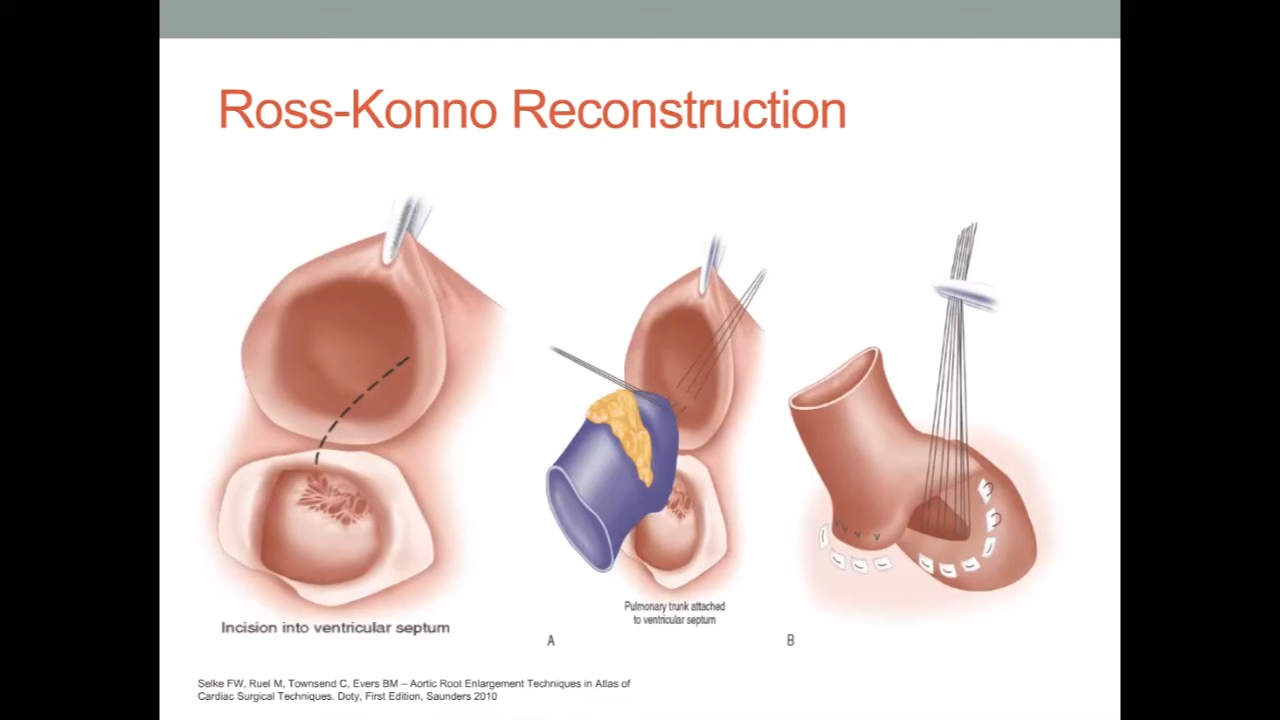 Ross-Konno Reconstruction
Incision into ventricular septum
Pulmonary trunk attached
to ventricular septum
A
B
Selke FW, Ruel M, Townsend C, Evers BM – Aortic Root Enlargement Techniques in Atlas of
Cardiac Surgical Techniques. Doty, First Edition, Saunders 2010